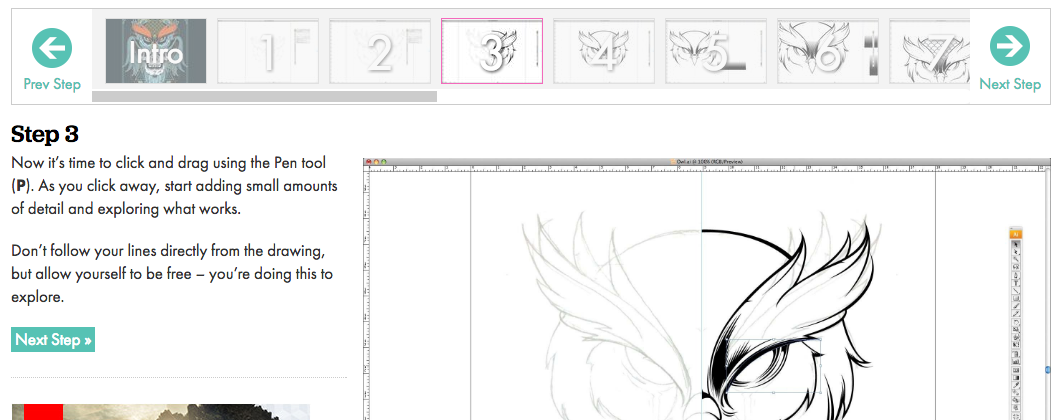 Intro
1
2
3
4
5
6
7
Prev Step
Next Step
Step 3
Now it’s time to click and drag using the Pen tool
(P). As you click away, start adding small amounts
of detail and exploring what works.
Don’t follow your lines directly from the drawing,
but allow yourself to be free – you’re doing this to
explore.
Next Step »
Owl.ai @ 100% (RGB/Preview)
Ai